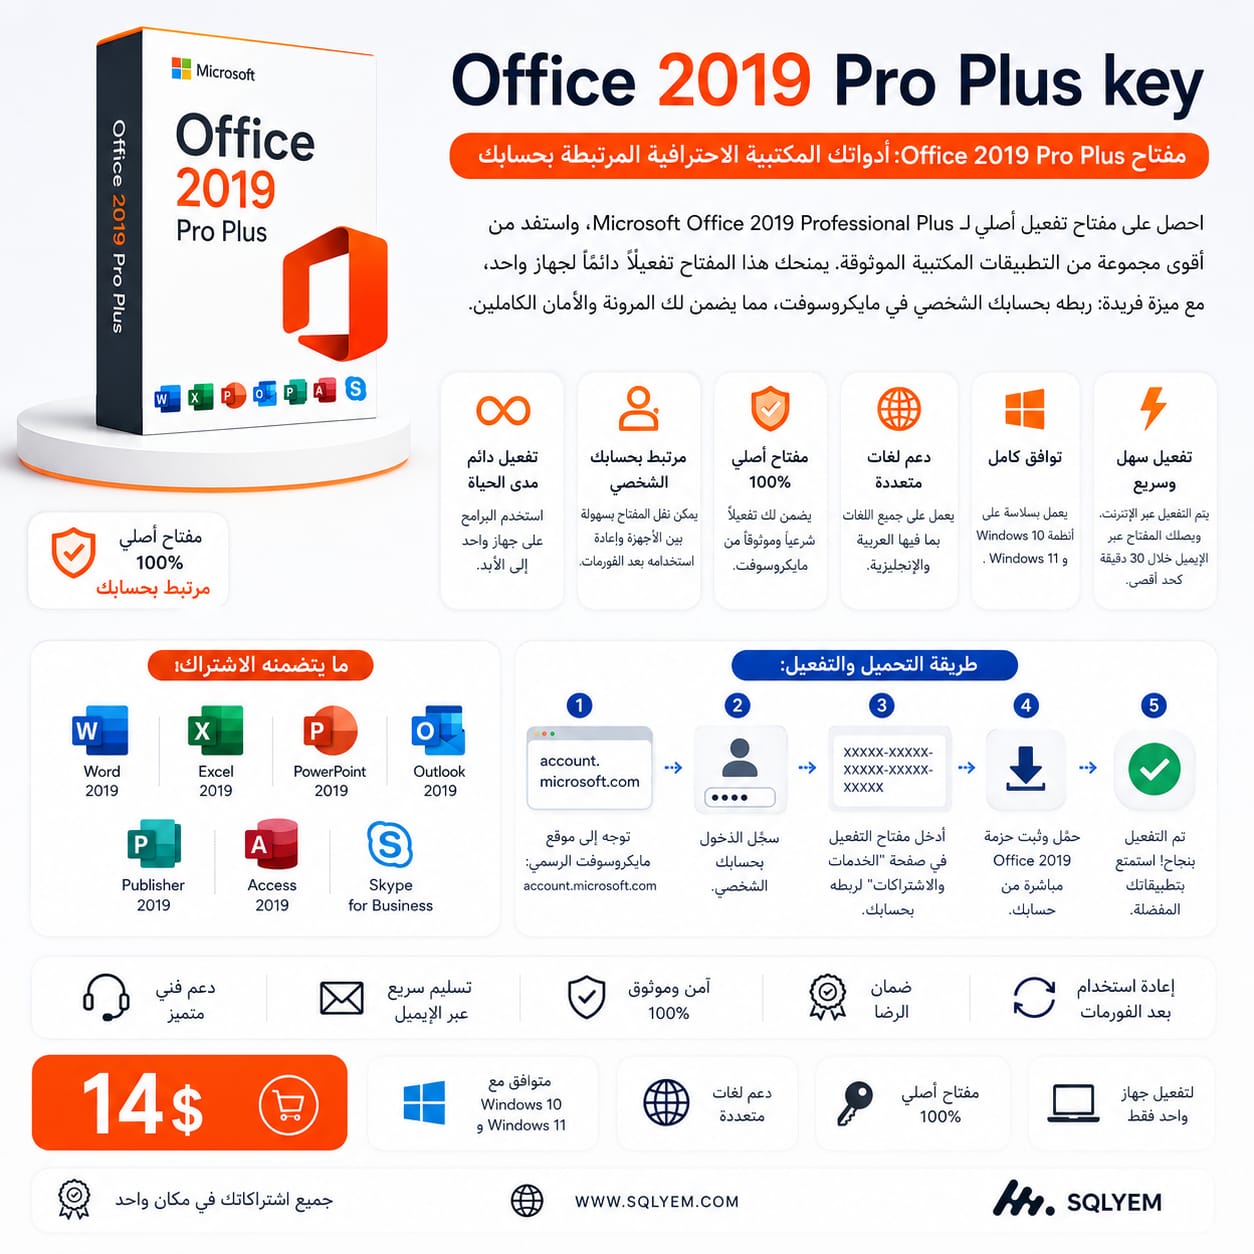 Microsoft
Office
2019
Pro Plus
Office 2019 Pro Plus
W X P O P A S
Office 2019 Pro Plus key
مفتاح Office 2019 Pro Plus: أدواتك المكتبية الاحترافية المرتبطة بحسابك
احصل على مفتاح تفعيل أصلي لـ Microsoft Office 2019 Professional Plus، واستفد من
أقوى مجموعة من التطبيقات المكتبية الموثوقة. يمنحك هذا المفتاح تفعيلًا دائمًا لجهاز واحد،
مع ميزة فريدة: ربطه بحسابك الشخصي في مايكروسوفت، مما يضمن لك المرونة والأمان الكاملين.
تفعيل سهل
وسريع
يتم التفعيل عبر الإنترنت.
ويصلك المفتاح عبر
الإيميل خلال 30 دقيقة
كحد أقصى.
توافق كامل
يعمل بسلاسة على
أنظمة Windows 10
و Windows 11 .
دعم لغات
متعددة
يعمل على جميع اللغات
بما فيها العربية
والإنجليزية.
مفتاح أصلي
100%
يضمن لك تفعيلاً
شرعياً وموثوقاً من
مايكروسوفت.
مرتبط بحسابك
الشخصي
يمكن نقل المفتاح بسهولة
بين الأجهزة وإعادة
استخدامه بعد الفورمات.
تفعيل دائم
مدى الحياة
استخدم البرامج
على جهاز واحد
إلى الأبد.
مفتاح أصلي
100%
مرتبط بحسابك
ما يتضمنه الاشتراك!
W
Word
2019
X
Excel
2019
P
PowerPoint
2019
O
Outlook
2019
P
Publisher
2019
A
Access
2019
S
Skype
for Business
طريقة التحميل والتفعيل:
1
account.
microsoft.com
توجه إلى موقع
مايكروسوفت الرسمي:
account.microsoft.com
2
سجّل الدخول
بحسابك
الشخصي.
3
XXXXX-XXXXX-
XXXXX-XXXXX-
XXXXX
أدخل مفتاح التفعيل
في صفحة "الخدمات
والاشتراكات" لربطه
بحسابك.
4
حمّل وثبت حزمة
Office 2019
مباشرة من
حسابك.
5
تم التفعيل
بنجاح! استمتع
بتطبيقاتك
المفضلة.
إعادة استخدام
بعد الفورمات
ضمان
الرضا
آمن وموثوق
100%
تسليم سريع
عبر الإيميل
دعم فني
متميز
لتفعيل جهاز
واحد فقط
مفتاح أصلي
100%
دعم لغات
متعددة
متوافق مع
Windows 10
و Windows 11
14$
SQLYEM
WWW.SQLYEM.COM
جميع اشتراكاتك في مكان واحد